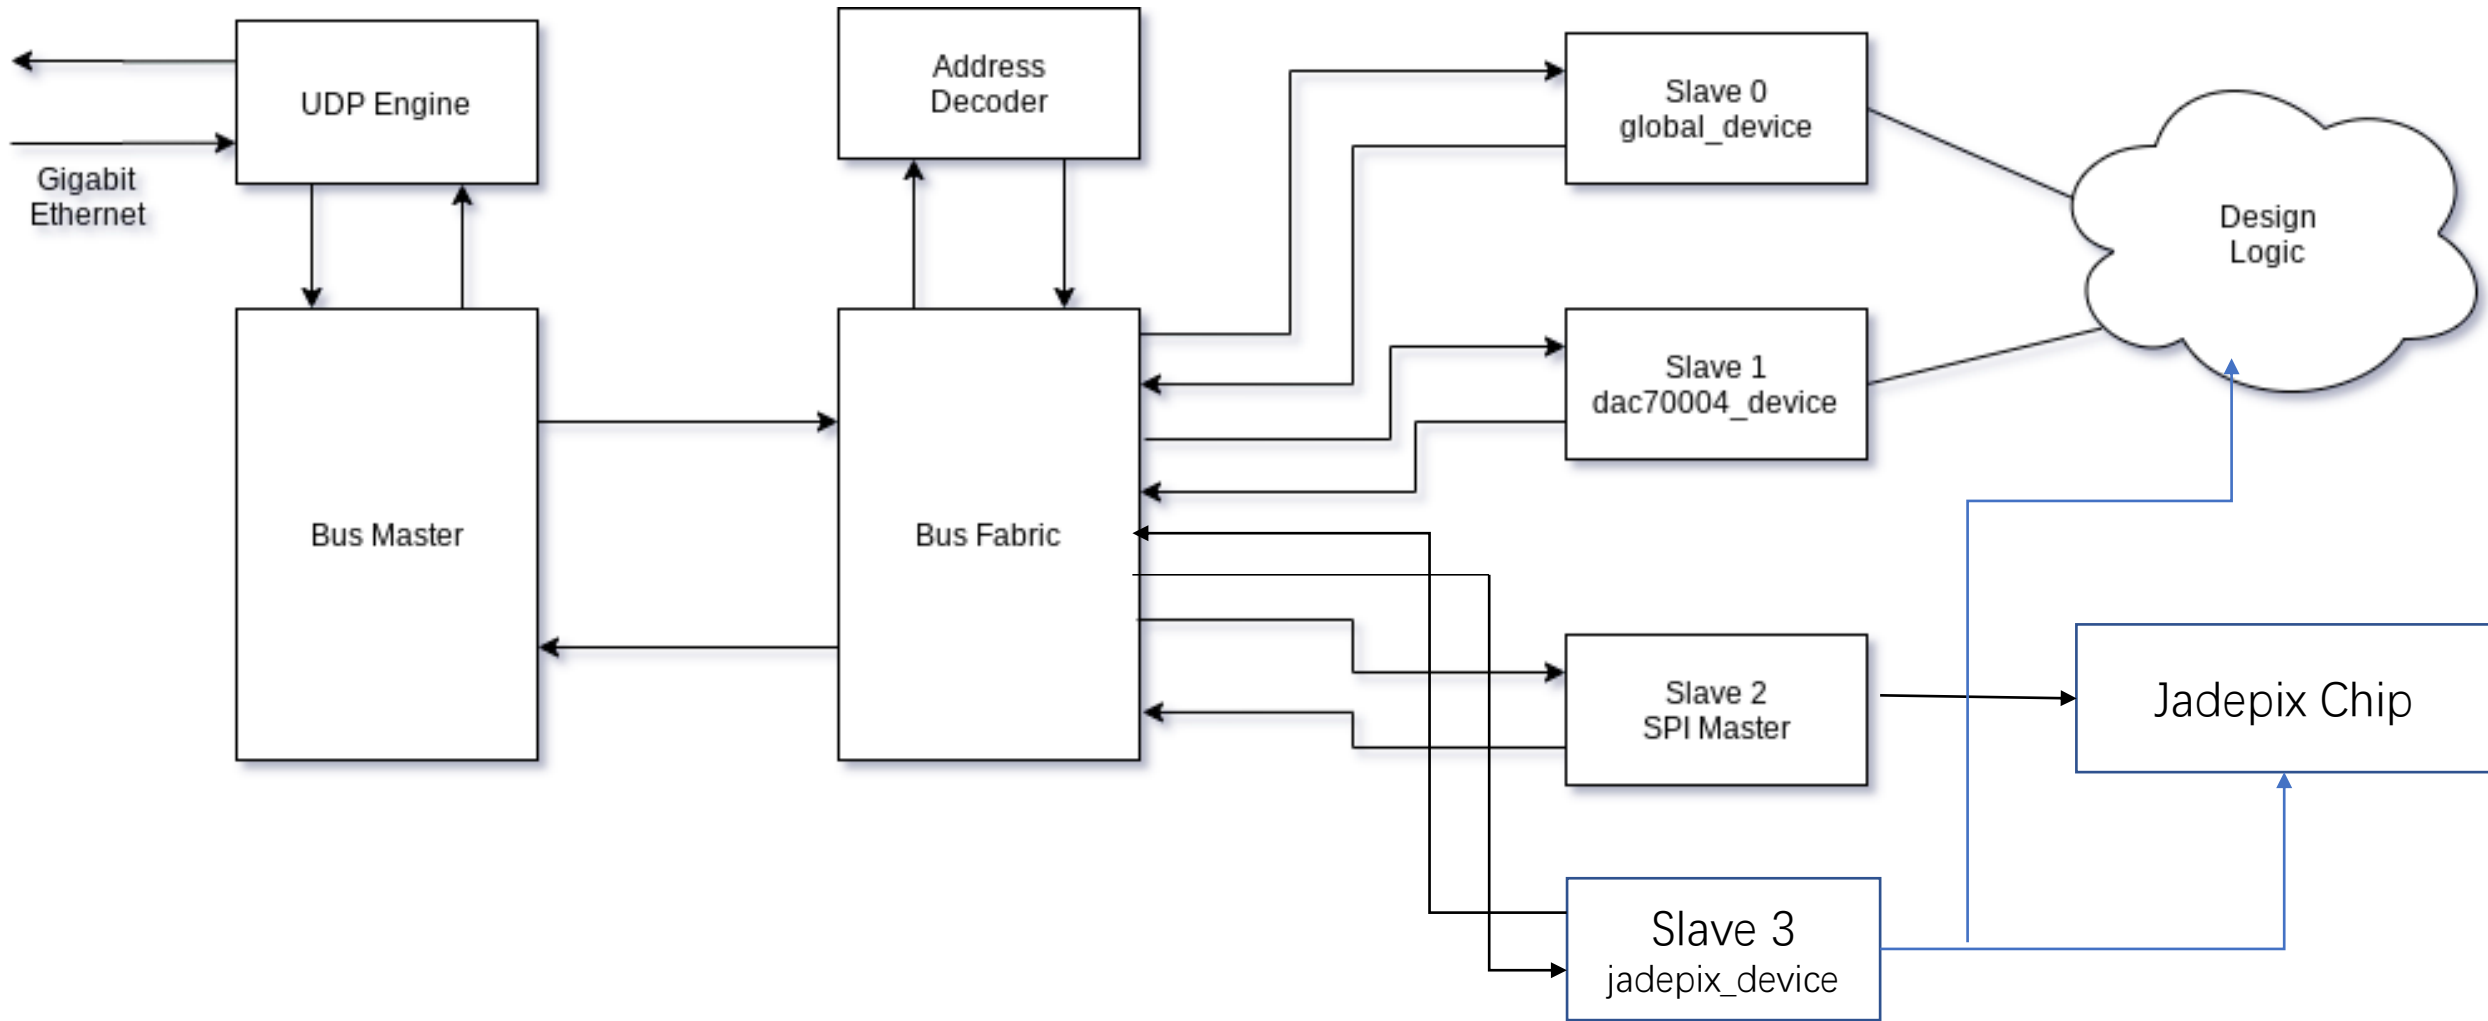 UDP Engine
Gigabit
Ethernet
Address
Decoder
Bus Master
Bus Fabric
Slave 0
global_device
Slave 1
dac70004_device
Slave 2
SPI Master
Slave 3
jadepix_device
Design
Logic
Jadepix Chip